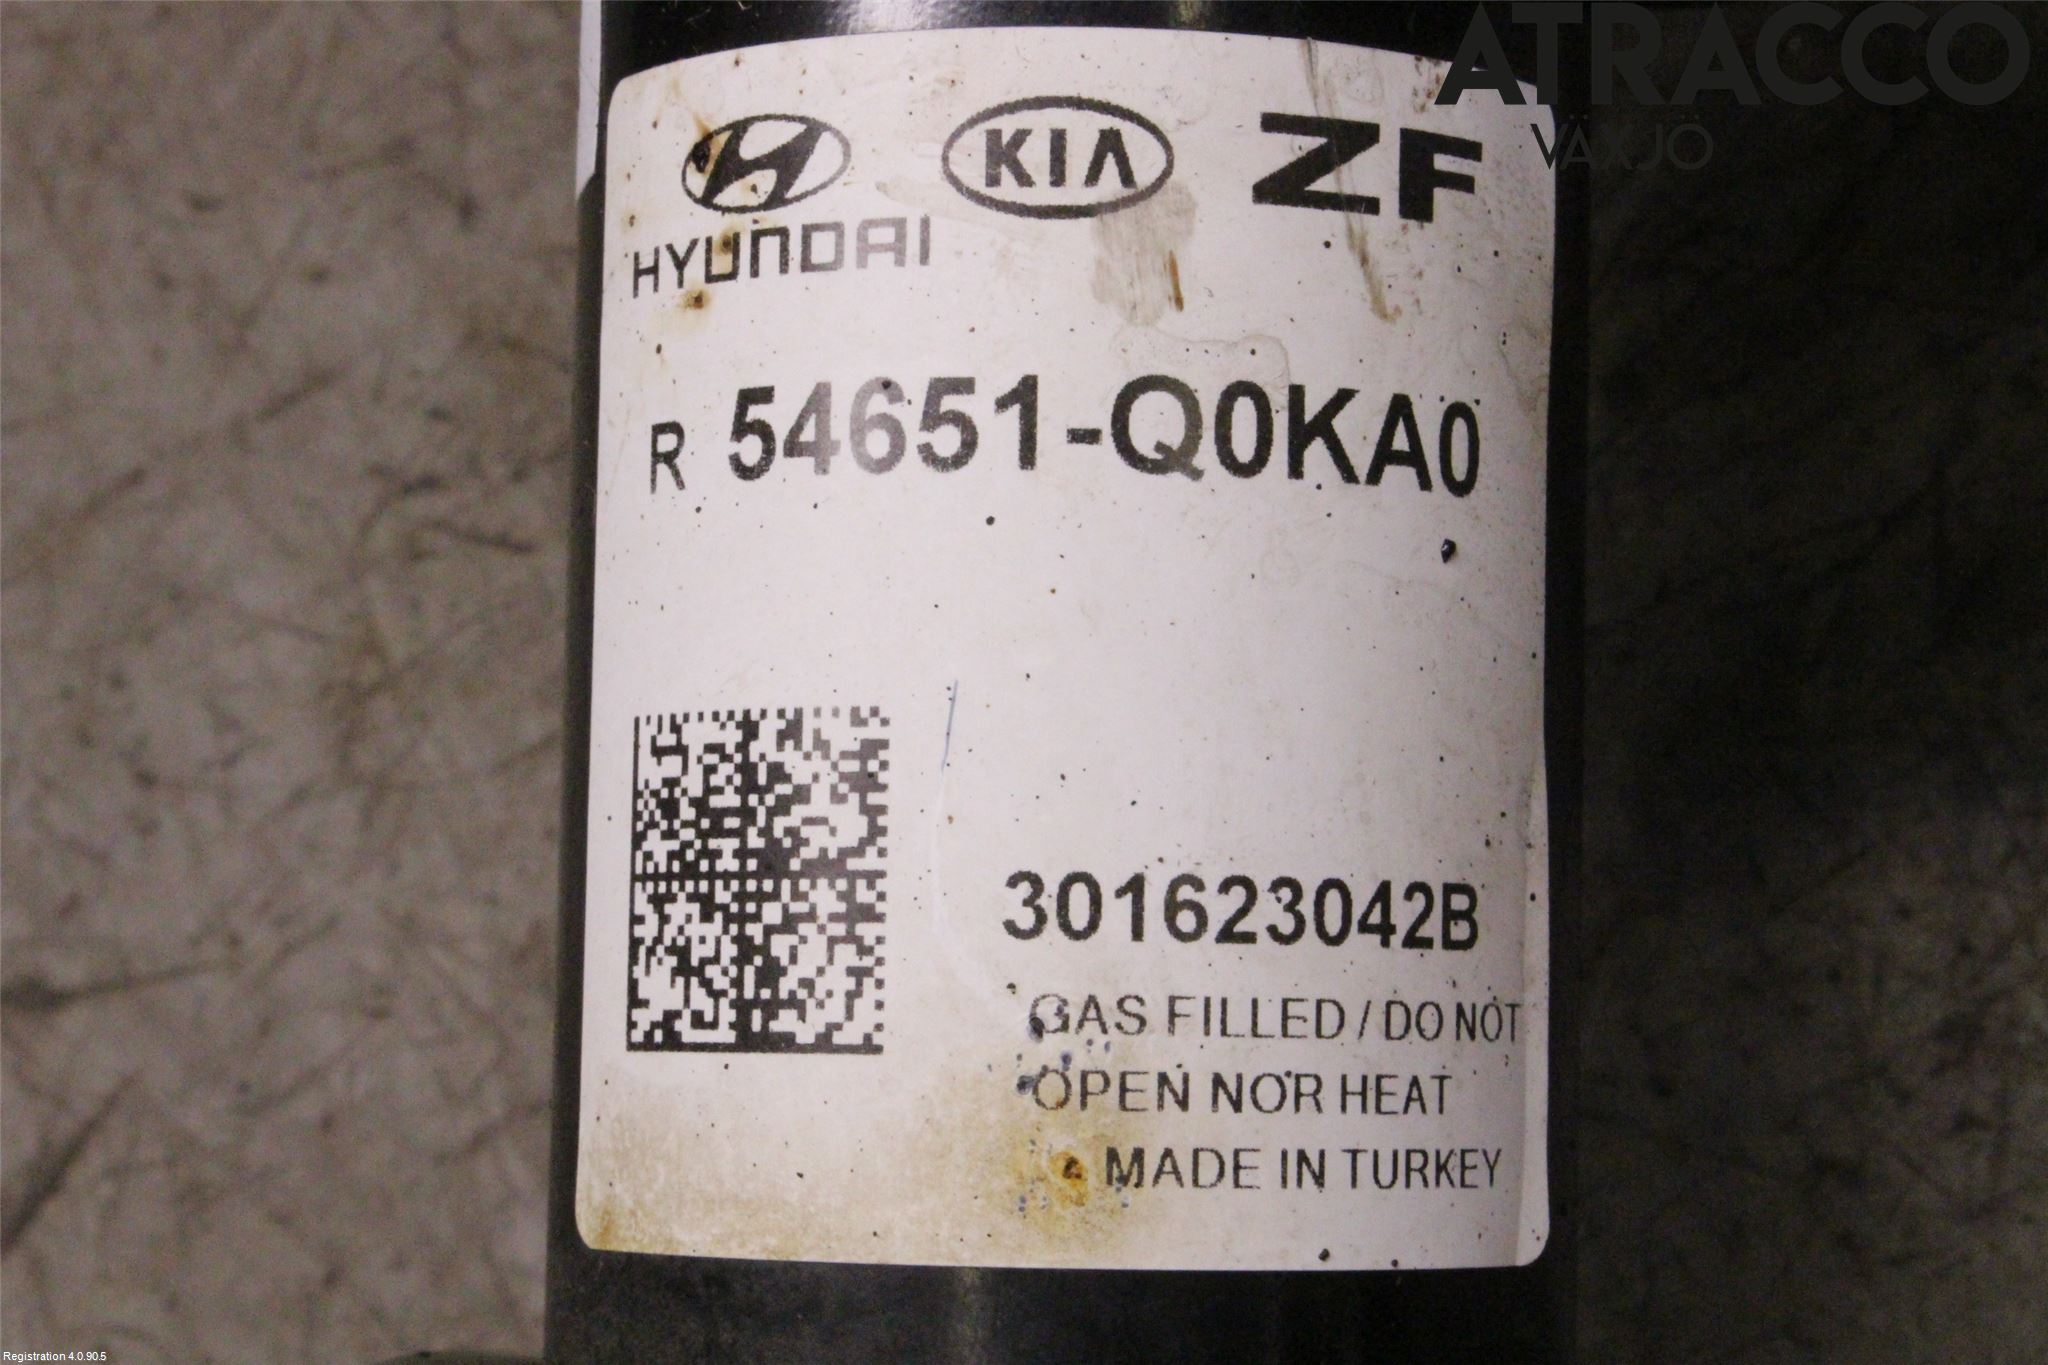 ATRACCO
VÄXJÖ
HYUNDAI KIA ZF
R 54651-Q0KA0
301623042B
GAS FILLED / DO NOT
OPEN NOR HEAT
MADE IN TURKEY
Registration 4.0.90.5